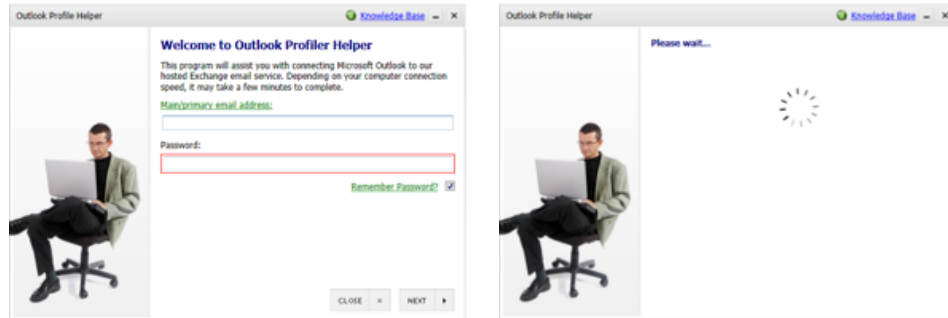 Outlook Profile Helper
Knowledge Base
Welcome to Outlook Profiler Helper
This program will assist you with connecting Microsoft Outlook to our
hosted Exchange email service. Depending on your computer connection
speed, it may take a few minutes to complete.
Main/primary email address:
Password:
Remember Password?
CLOSE
NEXT
Outlook Profile Helper
Knowledge Base
Please wait...